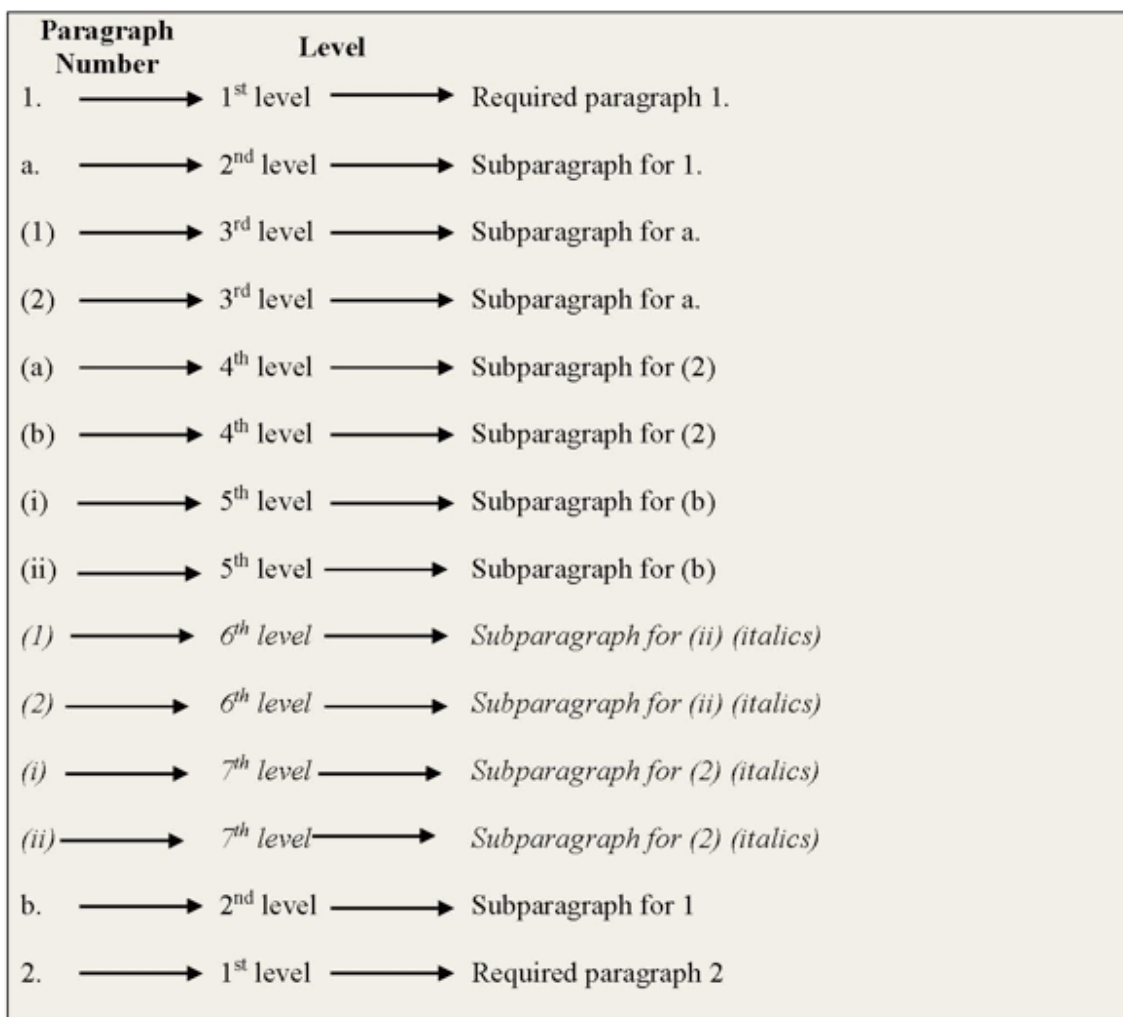 Paragraph Number Level
1. 1st level Required paragraph 1.
a. 2nd level Subparagraph for 1.
(1) 3rd level Subparagraph for a.
(2) 3rd level Subparagraph for a.
(a) 4th level Subparagraph for (2)
(b) 4th level Subparagraph for (2)
(i) 5th level Subparagraph for (b)
(ii) 5th level Subparagraph for (b)
(1) 6th level Subparagraph for (ii) (italics)
(2) 6th level Subparagraph for (ii) (italics)
(i) 7th level Subparagraph for (2) (italics)
(ii) 7th level Subparagraph for (2) (italics)
b. 2nd level Subparagraph for 1
2. 1st level Required paragraph 2